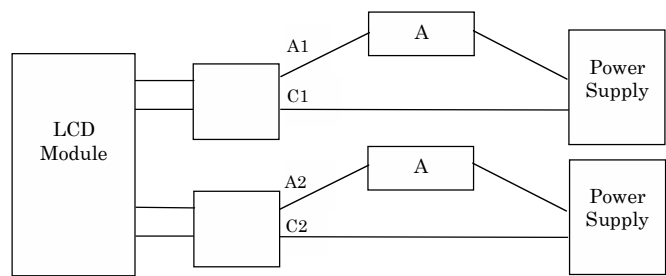 A1
A
C1
Power
Supply
LCD
Module
A2
A
C2
Power
Supply